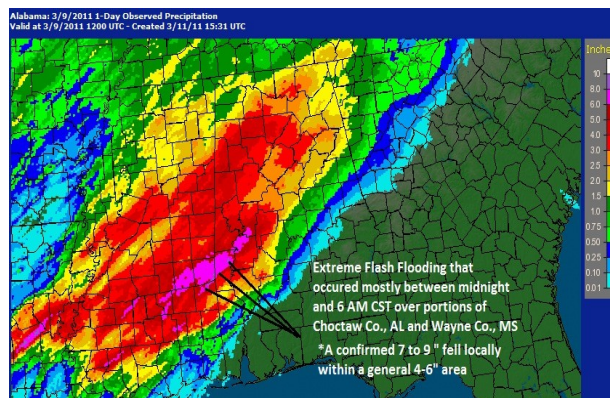 Alabama: 3/9/2011 1-Day Observed Precipitation
Valid at 3/9/2011 1200 UTC - Created 3/11/11 15:31 UTC
Inche
10
8.0
6.0
5.0
4.0
3.0
2.5
2.0
1.5
1.0
0.75
0.50
0.25
0.10
0.01
Extreme Flash Flooding that
occured mostly between midnight
and 6 AM CST over portions of
Choctaw Co., AL and Wayne Co., MS
*A confirmed 7 to 9 " fell locally
within a general 4-6" area